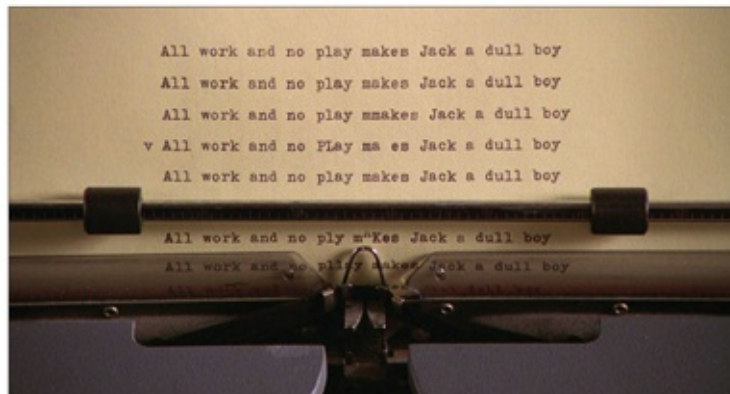 All work and no play makes Jack a dull boy
All work and no play makes Jack a dull boy
All work and no play mmakes Jack a dull boy
v All work and no PLay ma es Jack a dull boy
All work and no play makes Jack a dull boy
All work and no ply m^Kes Jack a dull boy
All work and no pllay makes Jack a dull boy